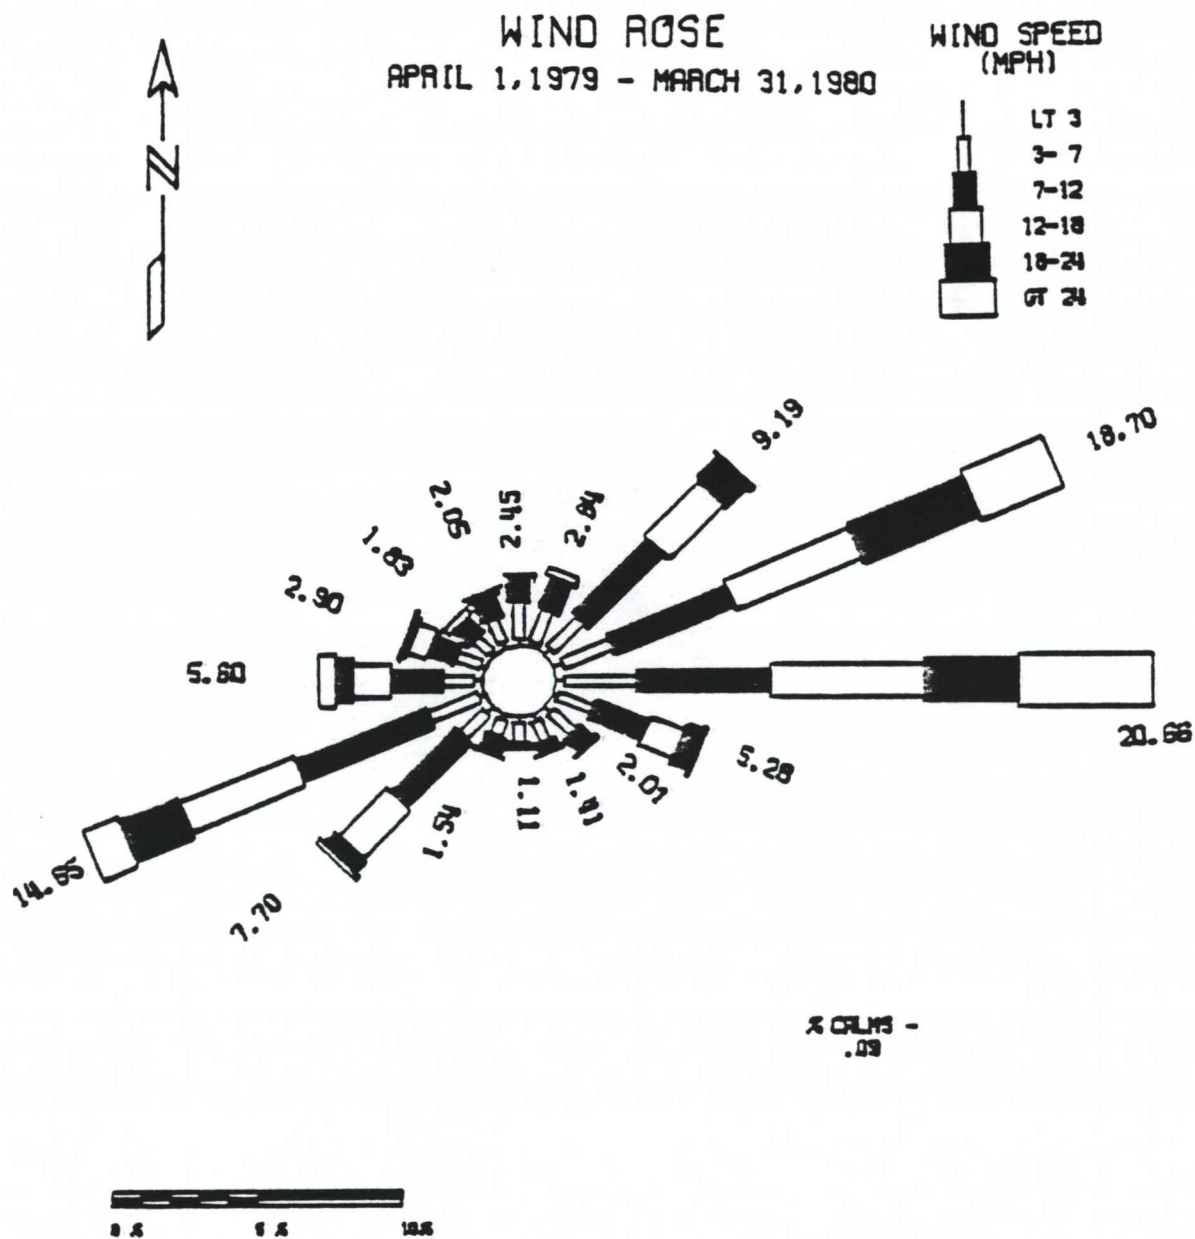 WIND ROSE
APRIL 1,1979 - MARCH 31,1980
WIND SPEED
(MPH)
LT 3
3- 7
7-12
12-18
18-24
GT 24
N
9.19
18.70
2.05
2.45
2.84
1.83
2.90
5.60
20.66
5.28
2.01
1.41
1.11
1.54
14.65
7.70
% CALMS -
.09
0 % 5 % 10%